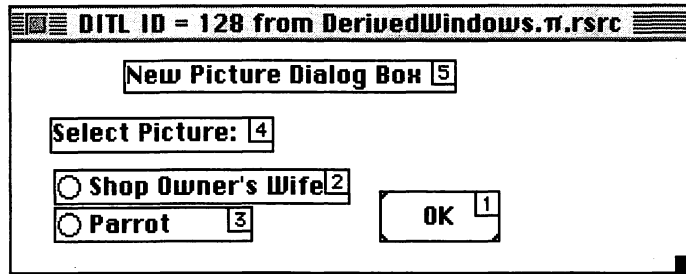 DITL ID = 128 from DerivedWindows.π.rsrc
New Picture Dialog Box 5
Select Picture: 4
Shop Owner's Wife 2
Parrot 3
OK 1